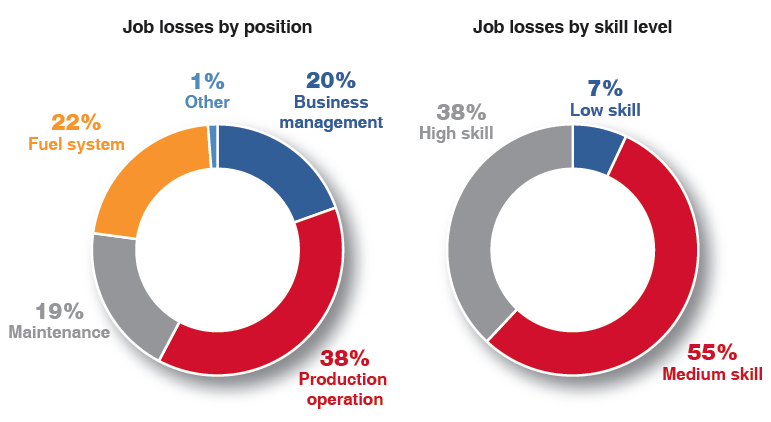 Job losses by position
1%
Other
20%
Business
management
22%
Fuel system
19%
Maintenance
38%
Production
operation
Job losses by skill level
7%
Low skill
38%
High skill
55%
Medium skill